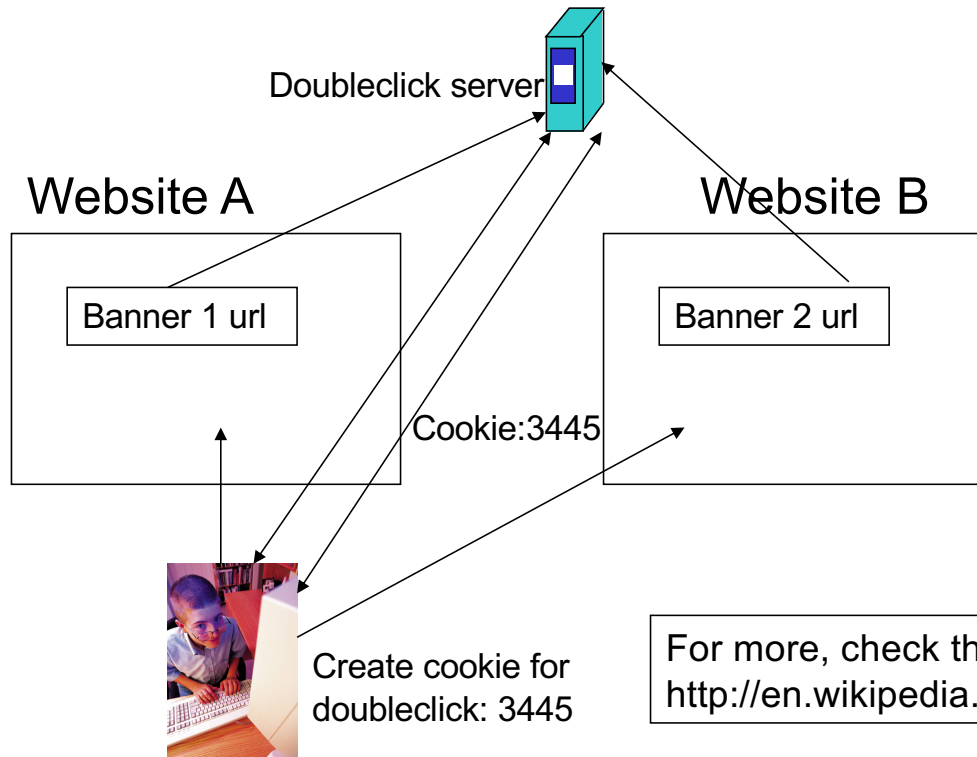 Doubleclick server
Website A
Website B
Banner 1 url
Banner 2 url
Cookie:3445
Create cookie for
doubleclick: 3445
For more, check
http://en.wikipedia.